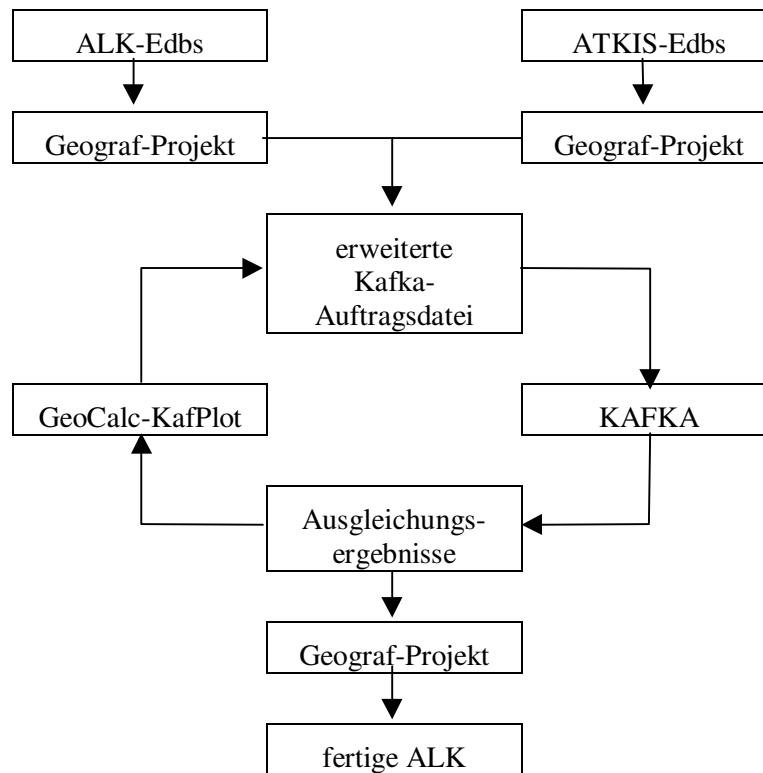 ALK-Edbs
ATKIS-Edbs
Geograf-Projekt
Geograf-Projekt
erweiterte
Kafka-
Auftragsdatei
GeoCalc-KafPlot
KAFKA
Ausgleichungs-
ergebnisse
Geograf-Projekt
fertige ALK